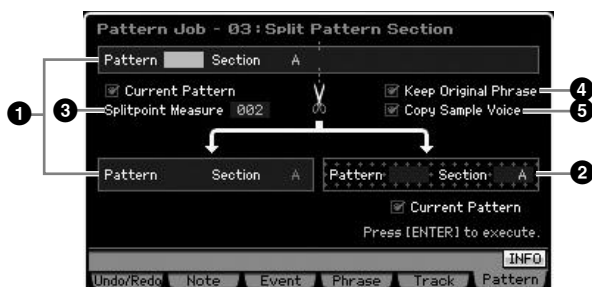 Pattern Job - 03:Split Pattern Section
Pattern Section A
Current Pattern
Keep Original Phrase
4
1
3
Splitpoint Measure 002
Copy Sample Voice
5
Pattern Section A
Pattern Section A
2
Current Pattern
Press [ENTER] to execute.
INFO
Undo/Redo Note Event Phrase Track Pattern